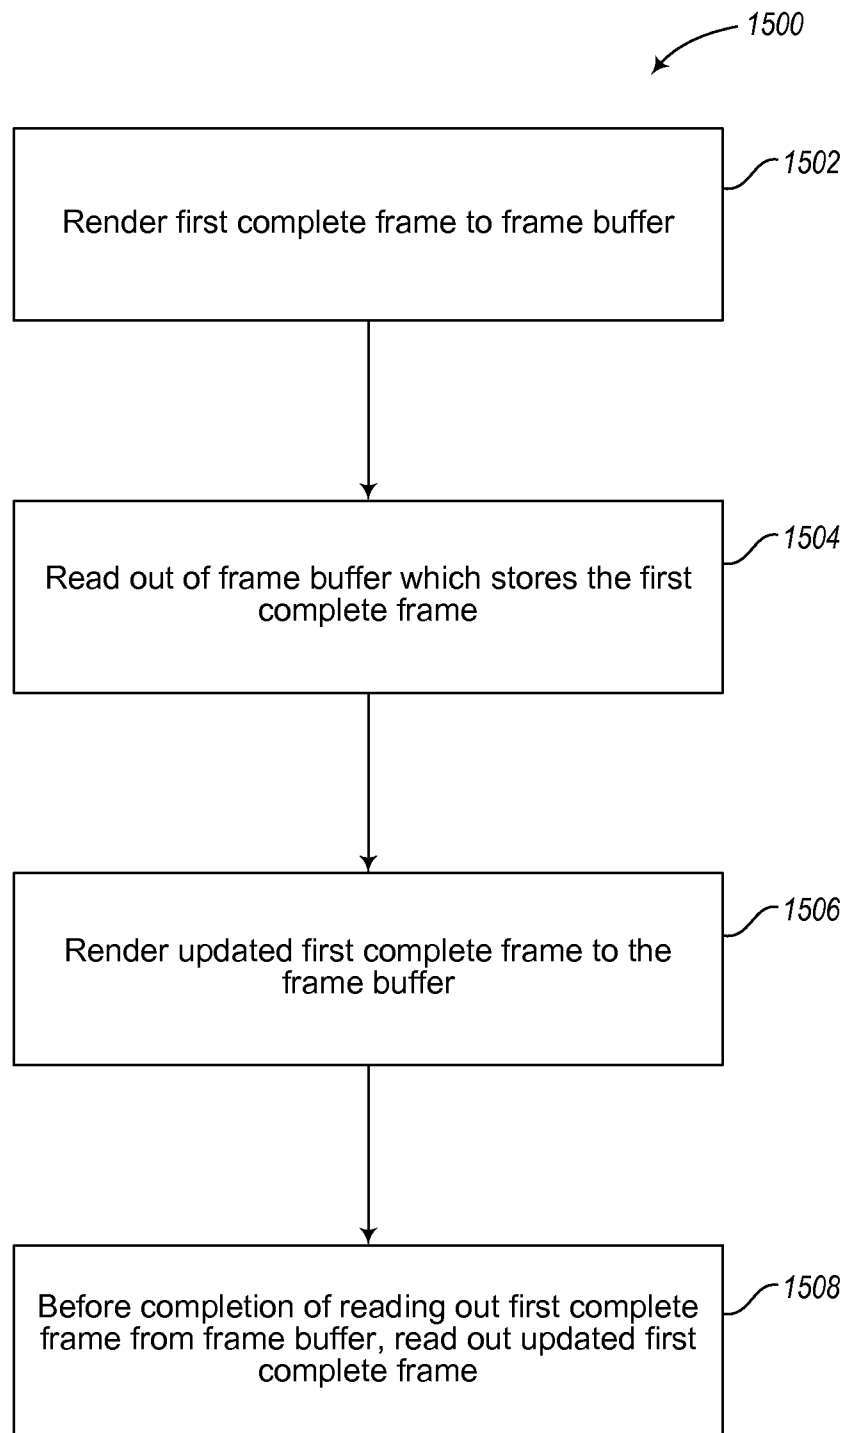 1500
1502
Render first complete frame to frame buffer
1504
Read out of frame buffer which stores the first
complete frame
1506
Render updated first complete frame to the
frame buffer
1508
Before completion of reading out first complete
frame from frame buffer, read out updated first
complete frame